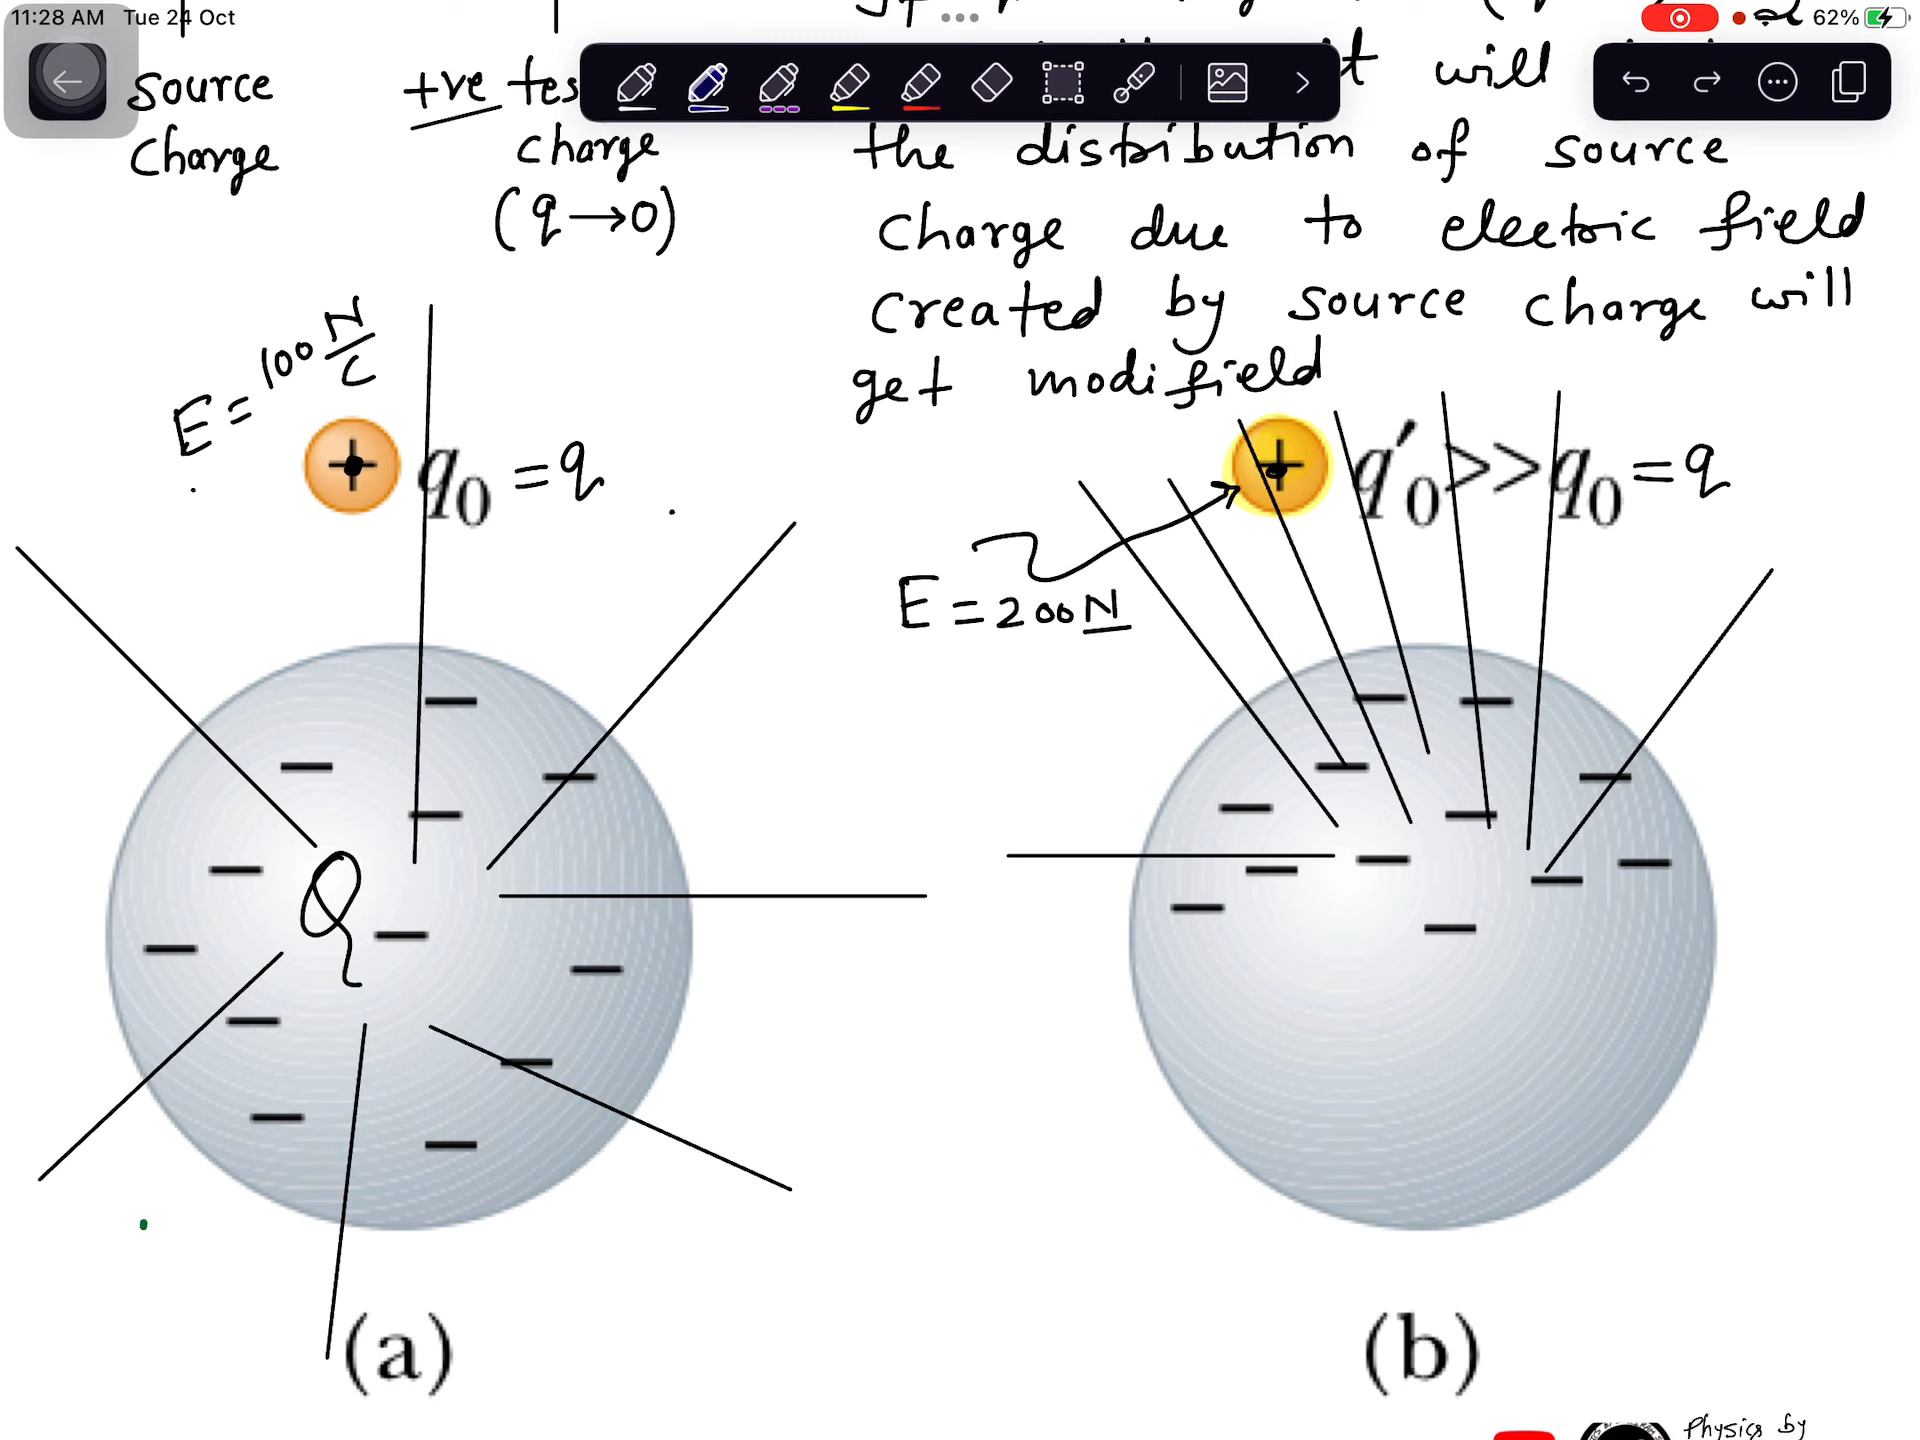 11:28 AM Tue 24 Oct
62%
source
charge
+ve tes
charge
(q→0)
t will
the distribution of source
charge due to electric field
created by source charge will
get modifield
E = 100 N/C
+ q0 = q
+ q′0 >> q0 = q
E = 200 N
Q
(a)
(b)
Physics by